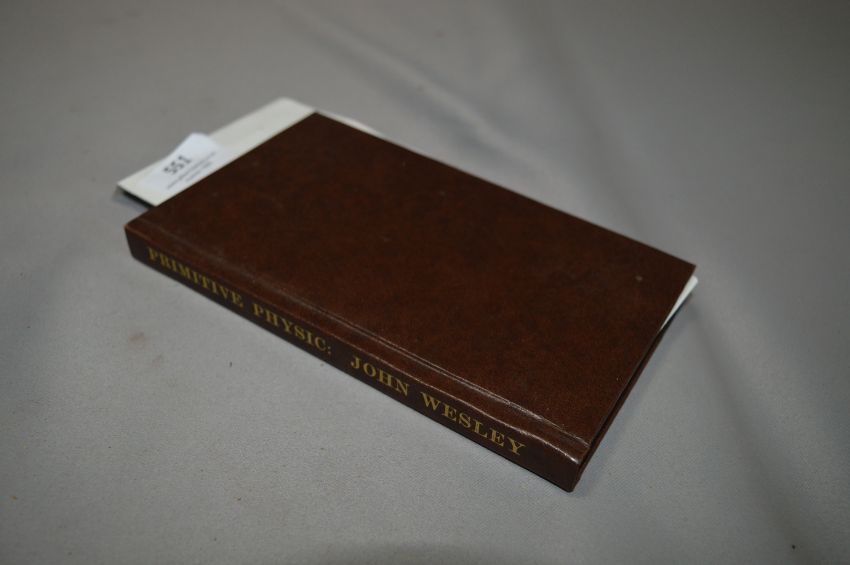 551
PRIMITIVE PHYSIC: JOHN WESLEY